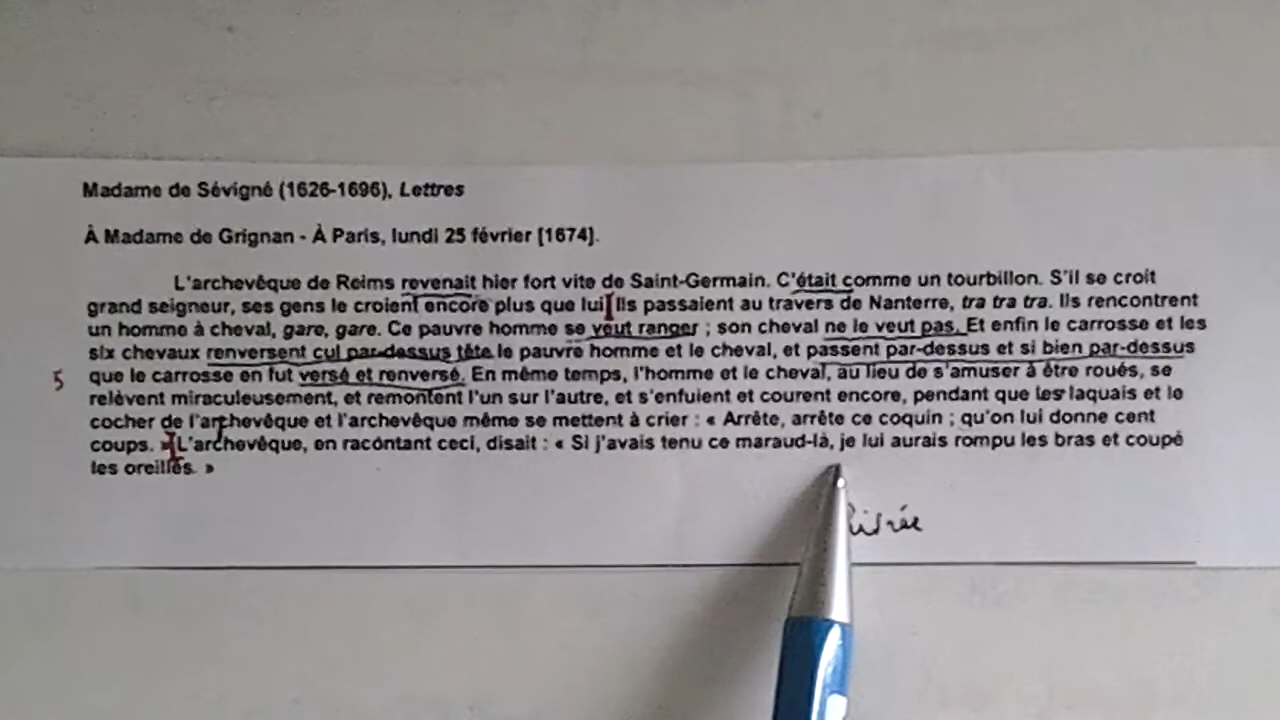 Madame de Sévigné (1626-1696), Lettres
À Madame de Grignan - À Paris, lundi 25 février [1674].
L'archevêque de Reims revenait hier fort vite de Saint-Germain. C'était comme un tourbillon. S'il se croit
grand seigneur, ses gens le croient encore plus que lui. Ils passaient au travers de Nanterre, tra tra tra. Ils rencontrent
un homme à cheval, gare, gare. Ce pauvre homme se veut ranger ; son cheval ne le veut pas. Et enfin le carrosse et les
six chevaux renversent cul par-dessus tête le pauvre homme et le cheval, et passent par-dessus et si bien par-dessus
5 que le carrosse en fut versé et renversé. En même temps, l'homme et le cheval, au lieu de s'amuser à être roués, se
relèvent miraculeusement, et remontent l'un sur l'autre, et s'enfuient et courent encore, pendant que les laquais et le
cocher de l'archevêque et l'archevêque même se mettent à crier : « Arrête, arrête ce coquin ; qu'on lui donne cent
coups. » L'archevêque, en racontant ceci, disait : « Si j'avais tenu ce maraud-là, je lui aurais rompu les bras et coupé
les oreilles. »